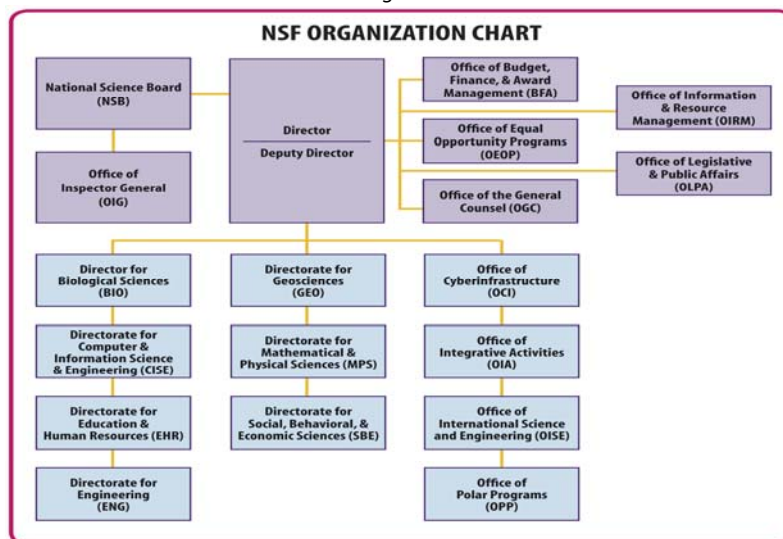 NSF ORGANIZATION CHART
National Science Board
(NSB)
Office of
Inspector General
(OIG)
Director
Deputy Director
Office of Budget,
Finance, & Award
Management (BFA)
Office of Equal
Opportunity Programs
(OEOP)
Office of the General
Counsel (OGC)
Office of Information
& Resource
Management (OIRM)
Office of Legislative
& Public Affairs
(OLPA)
Director for
Biological Sciences
(BIO)
Directorate for
Computer &
Information Science
& Engineering (CISE)
Directorate for
Education &
Human Resources (EHR)
Directorate for
Engineering
(ENG)
Directorate for
Geosciences
(GEO)
Directorate for
Mathematical &
Physical Sciences (MPS)
Directorate for
Social, Behavioral, &
Economic Sciences (SBE)
Office of
Cyberinfrastructure
(OCI)
Office of
Integrative Activities
(OIA)
Office of
International Science
and Engineering (OISE)
Office of
Polar Programs
(OPP)